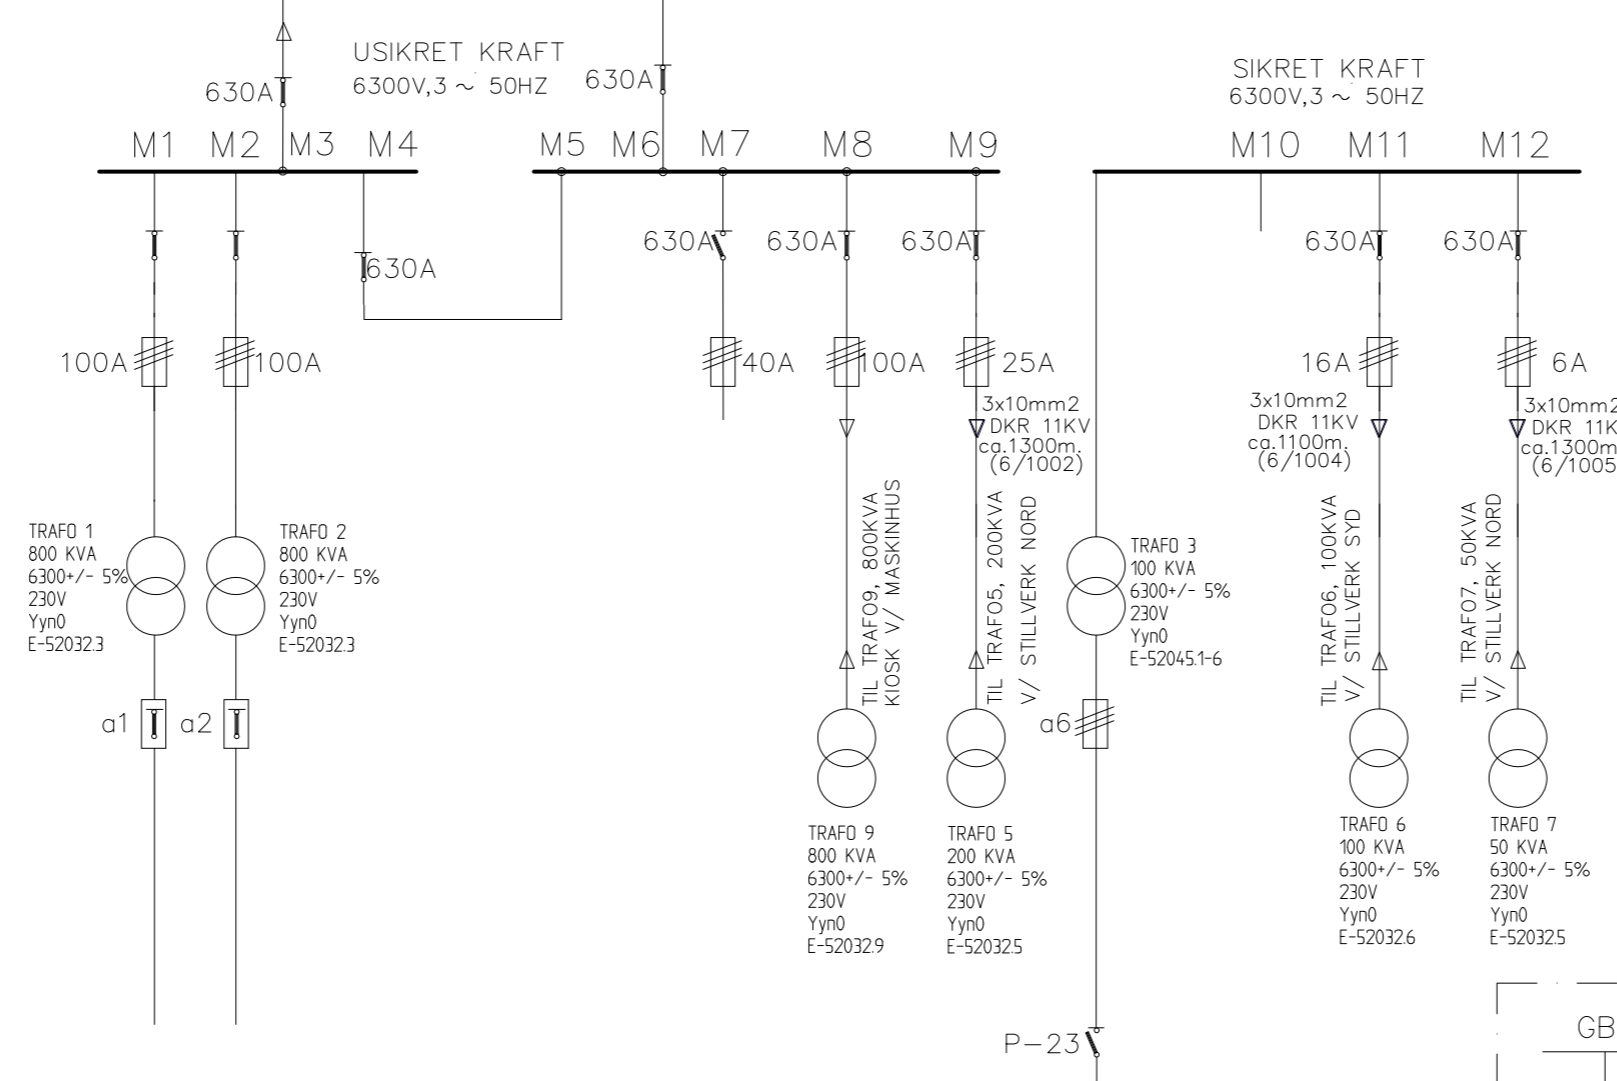 USIKRET KRAFT
6300V,3 ~ 50HZ
SIKRET KRAFT
6300V,3 ~ 50HZ
630A
630A
M1
M2
M3
M4
M5
M6
M7
M8
M9
M10
M11
M12
630A
630A
630A
630A
630A
630A
100A
100A
40A
100A
25A
16A
6A
3x10mm2
DKR 11KV
ca.1300m.
(6/1002)
3x10mm2
DKR 11KV
ca.1100m.
(6/1004)
3x10mm2
DKR 11K
ca.1300m
(6/1005
TIL TRAFO9, 800KVA
KIOSK V/ MASKINHUS
TIL TRAFO5, 200KVA
V/ STILLVERK NORD
TIL TRAFO6, 100KVA
V/ STILLVERK SYD
TIL TRAFO7, 50KVA
V/ STILLVERK NORD
TRAFO 1
800 KVA
6300+/- 5%
230V
Yyn0
E-52032.3
TRAFO 2
800 KVA
6300+/- 5%
230V
Yyn0
E-52032.3
TRAFO 3
100 KVA
6300+/- 5%
230V
Yyn0
E-52045.1-6
a1
a2
a6
TRAFO 9
800 KVA
6300+/- 5%
230V
Yyn0
E-52032.9
TRAFO 5
200 KVA
6300+/- 5%
230V
Yyn0
E-52032.5
TRAFO 6
100 KVA
6300+/- 5%
230V
Yyn0
E-52032.6
TRAFO 7
50 KVA
6300+/- 5%
230V
Yyn0
E-52032.5
P-23
GB